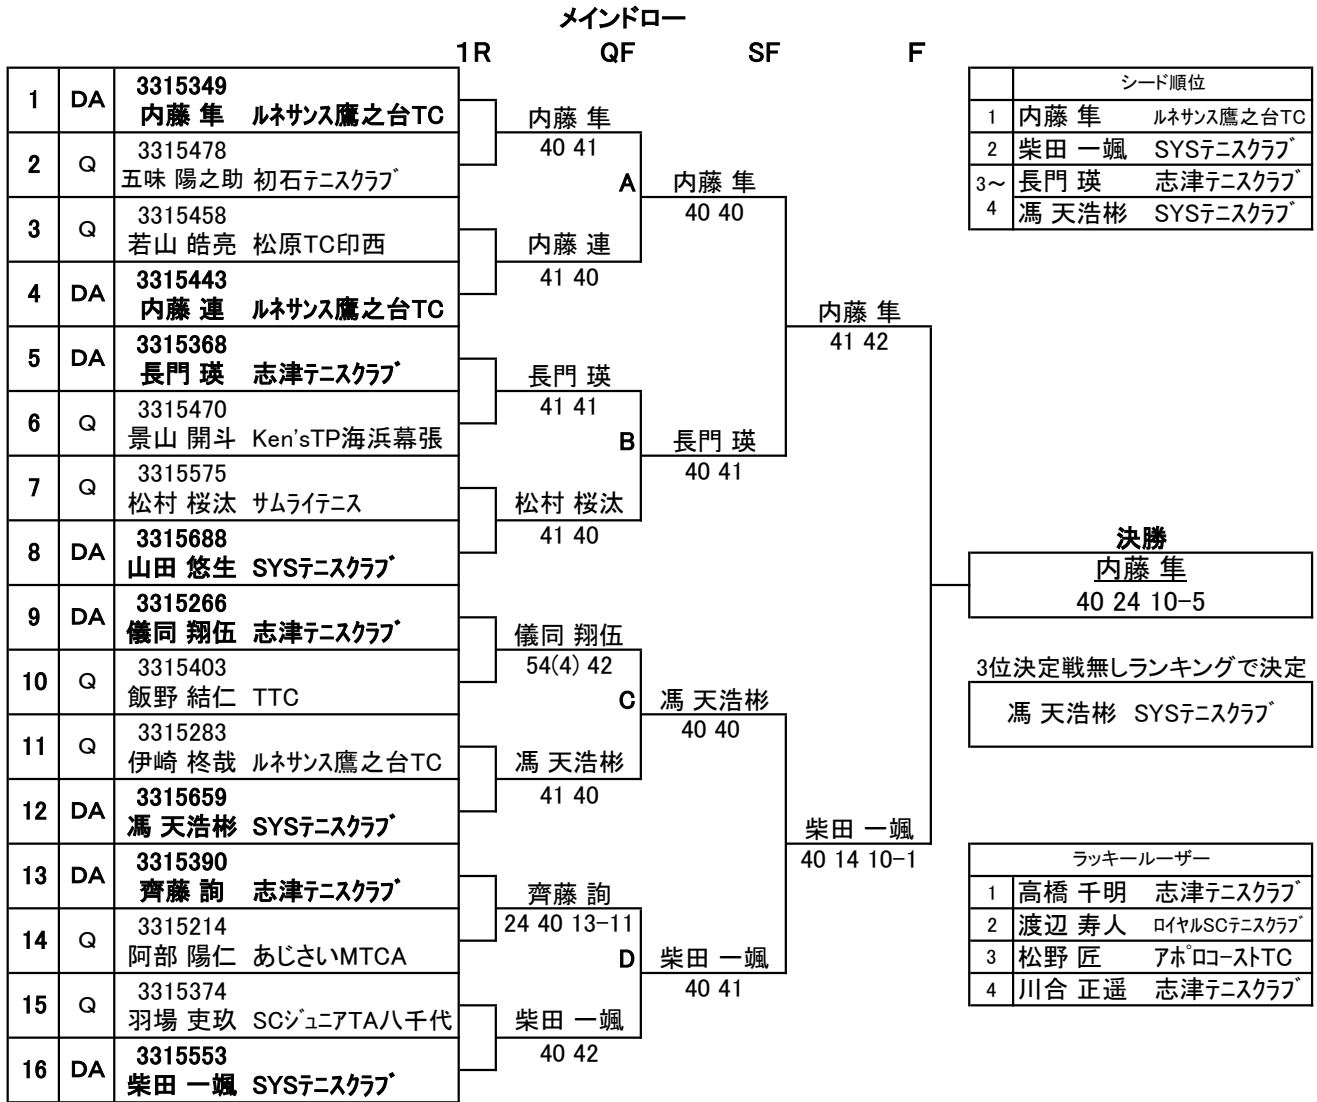 メインドロー
1R QF SF F
1 DA 3315349
内藤 隼 ルネサンス鷹之台TC
2 Q 3315478
五味 陽之助 初石テニスクラブ
3 Q 3315458
若山 皓亮 松原TC印西
4 DA 3315443
内藤 連 ルネサンス鷹之台TC
5 DA 3315368
長門 瑛 志津テニスクラブ
6 Q 3315470
景山 開斗 Ken'sTP海浜幕張
7 Q 3315575
松村 桜汰 サムライテニス
8 DA 3315688
山田 悠生 SYSテニスクラブ
9 DA 3315266
儀同 翔伍 志津テニスクラブ
10 Q 3315403
飯野 結仁 TTC
11 Q 3315283
伊崎 柊哉 ルネサンス鷹之台TC
12 DA 3315659
馮 天浩彬 SYSテニスクラブ
13 DA 3315390
齊藤 詢 志津テニスクラブ
14 Q 3315214
阿部 陽仁 あじさいMTCA
15 Q 3315374
羽場 吏玖 SCジュニアTA八千代
16 DA 3315553
柴田 一颯 SYSテニスクラブ
内藤 隼
40 41
A
内藤 連
41 40
長門 瑛
41 41
B
松村 桜汰
41 40
儀同 翔伍
54(4) 42
C
馮 天浩彬
41 40
齊藤 詢
24 40 13-11
D
柴田 一颯
40 42
内藤 隼
40 40
長門 瑛
40 41
馮 天浩彬
40 40
柴田 一颯
40 41
内藤 隼
41 42
柴田 一颯
40 14 10-1
シード順位
1 内藤 隼 ルネサンス鷹之台TC
2 柴田 一颯 SYSテニスクラブ
3～4 長門 瑛 志津テニスクラブ
馮 天浩彬 SYSテニスクラブ
決勝
内藤 隼
40 24 10-5
3位決定戦無しランキングで決定
馮 天浩彬 SYSテニスクラブ
ラッキールーザー
1 高橋 千明 志津テニスクラブ
2 渡辺 寿人 ロイヤルSCテニスクラブ
3 松野 匠 アポロコーストTC
4 川合 正遥 志津テニスクラブ